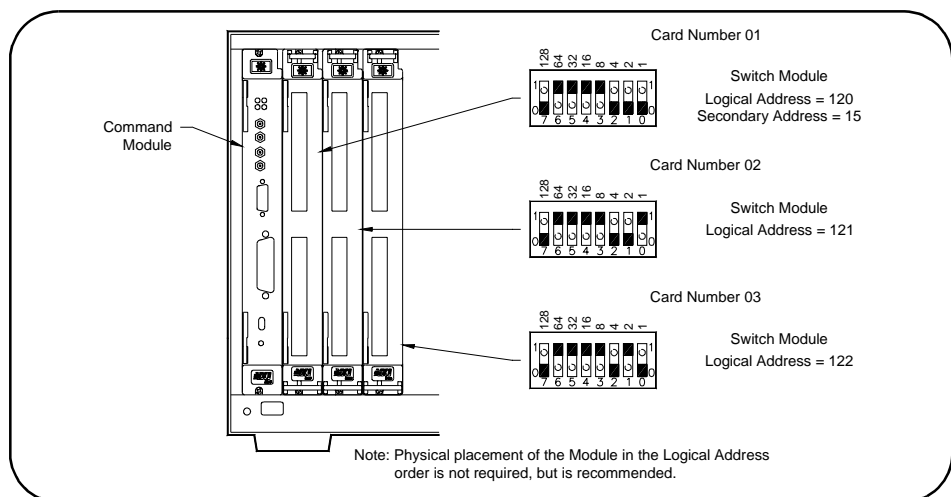 Command
Module
Card Number 01
128 64 32 16 8 4 2 1
1 1
0 0
7 6 5 4 3 2 1 0
Switch Module
Logical Address = 120
Secondary Address = 15
Card Number 02
128 64 32 16 8 4 2 1
1 1
0 0
7 6 5 4 3 2 1 0
Switch Module
Logical Address = 121
Card Number 03
128 64 32 16 8 4 2 1
1 1
0 0
7 6 5 4 3 2 1 0
Switch Module
Logical Address = 122
Note: Physical placement of the Module in the Logical Address
order is not required, but is recommended.